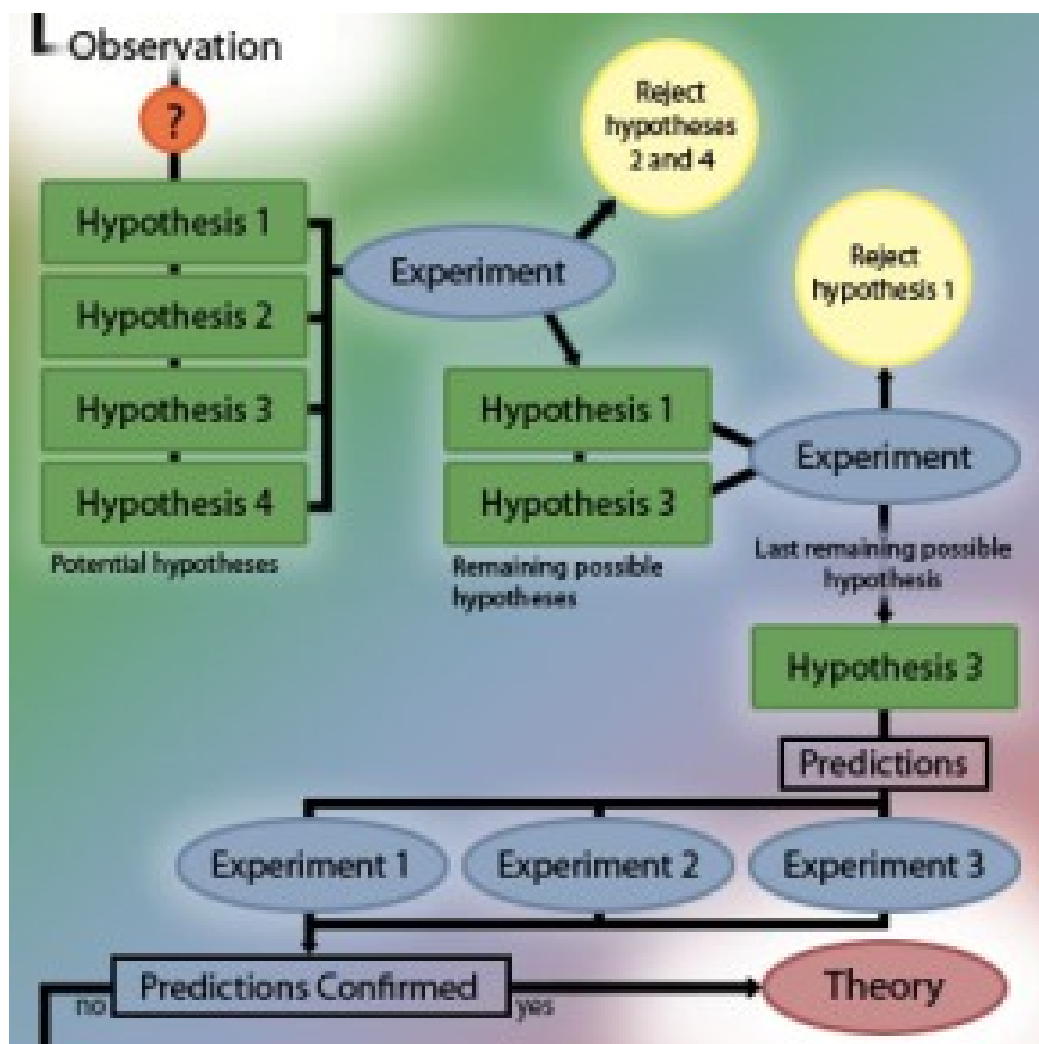 Observation
?
Reject
hypotheses
2 and 4
Hypothesis 1
Hypothesis 2
Hypothesis 3
Hypothesis 4
Potential hypotheses
Experiment
Reject
hypothesis 1
Hypothesis 1
Hypothesis 3
Remaining possible
hypotheses
Experiment
Last remaining possible
hypothesis
Hypothesis 3
Predictions
Experiment 1
Experiment 2
Experiment 3
Predictions Confirmed
no
yes
Theory